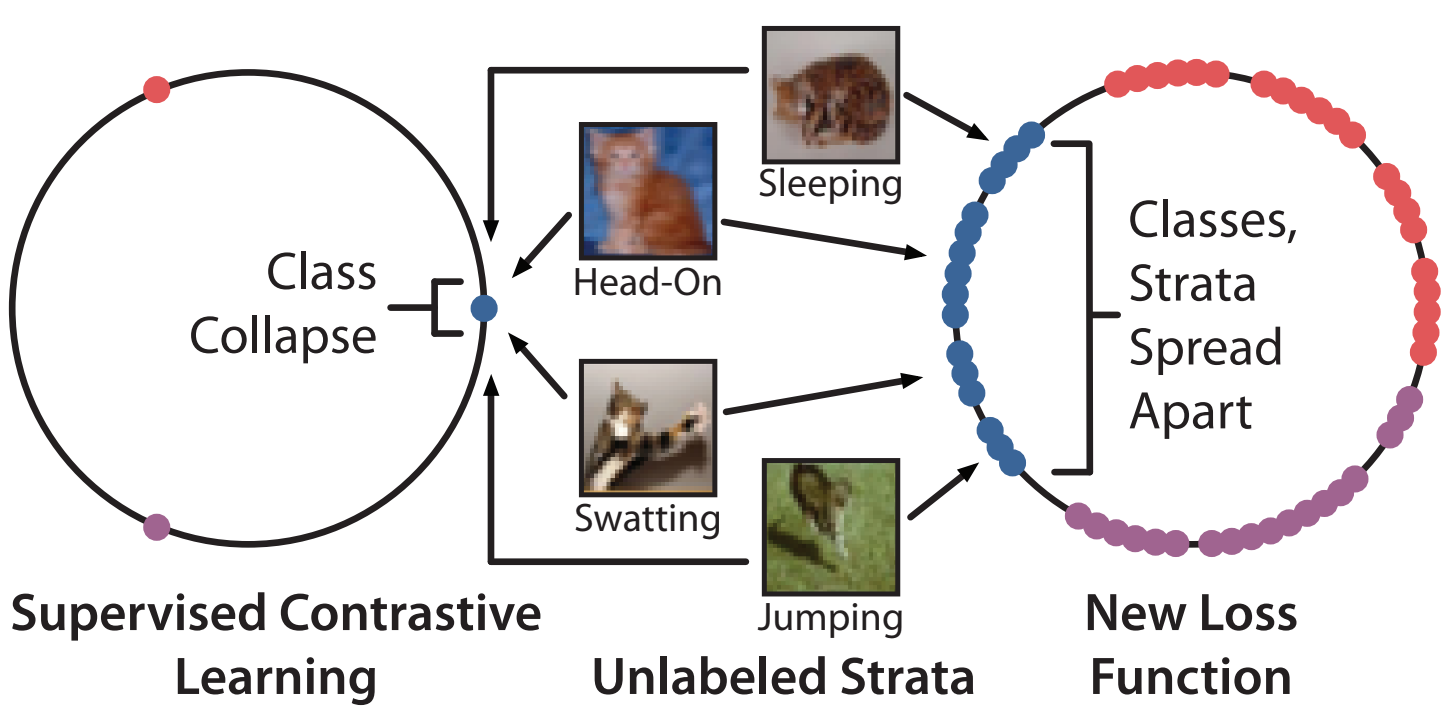 Class
Collapse
Sleeping
Head-On
Swatting
Jumping
Classes,
Strata
Spread
Apart
Supervised Contrastive
Learning
Unlabeled Strata
New Loss
Function